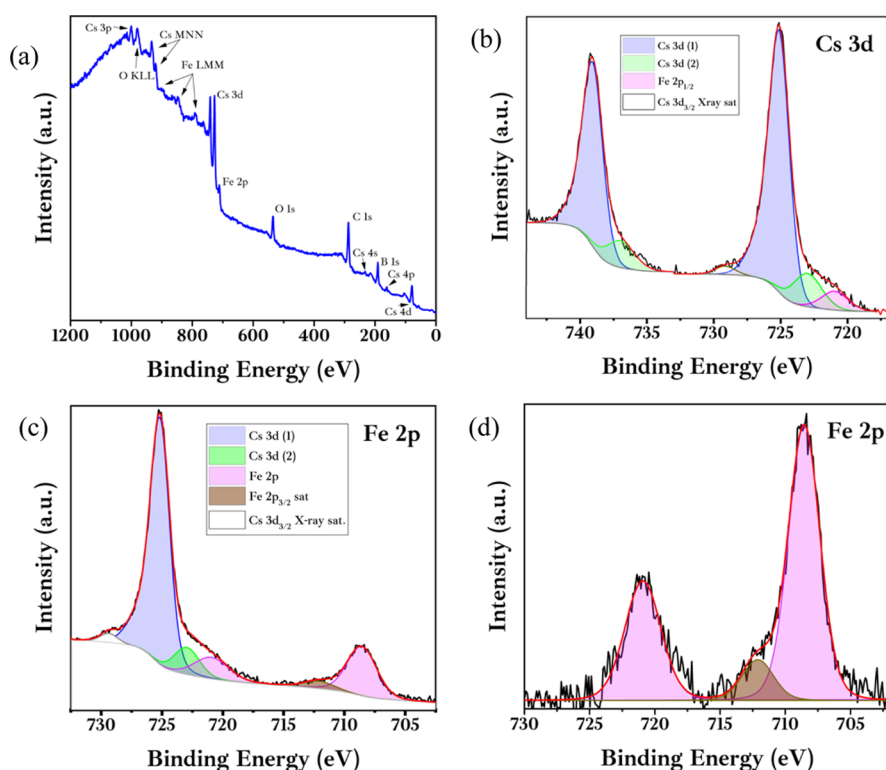 (a)
Cs 3p
Cs MNN
O KLL
Fe LMM
Cs 3d
Fe 2p
O 1s
C 1s
Cs 4s
B 1s
Cs 4p
Cs 4d
Intensity (a.u.)
1200 1000 800 600 400 200 0
Binding Energy (eV)
(b)
Cs 3d (1)
Cs 3d (2)
Fe 2p1/2
Cs 3d3/2 Xray sat
Cs 3d
Intensity (a.u.)
740 735 730 725 720
Binding Energy (eV)
(c)
Cs 3d (1)
Cs 3d (2)
Fe 2p
Fe 2p3/2 sat
Cs 3d3/2 X-ray sat.
Fe 2p
Intensity (a.u.)
730 725 720 715 710 705
Binding Energy (eV)
(d)
Fe 2p
Intensity (a.u.)
730 725 720 715 710 705
Binding Energy (eV)